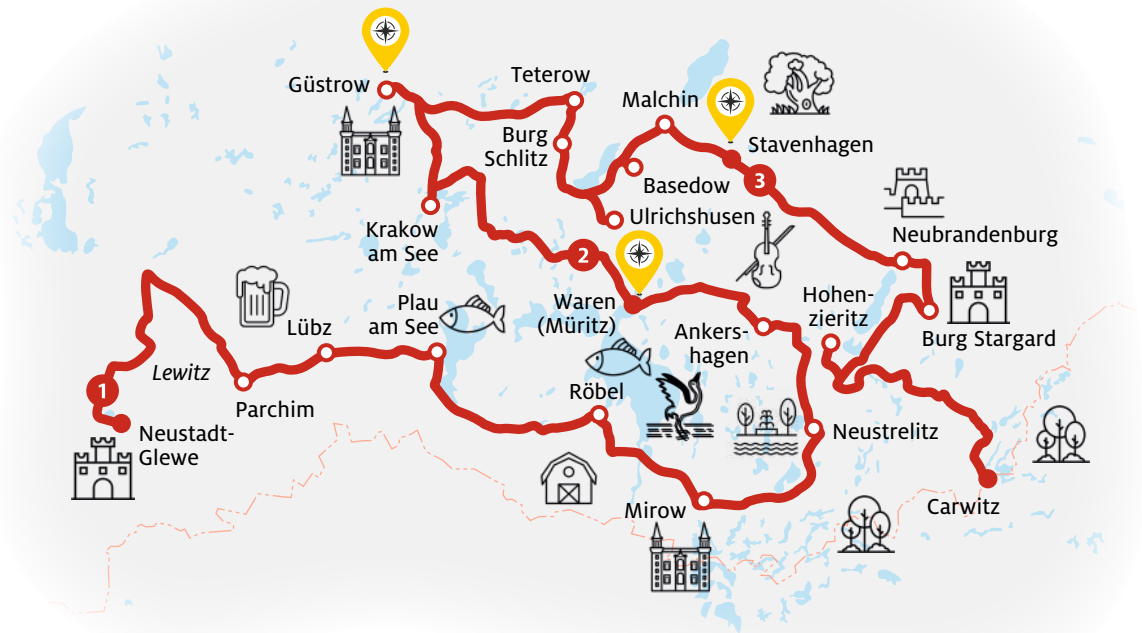 Güstrow
Teterow
Malchin
Burg
Schlitz
Stavenhagen
3
Basedow
Krakow
am See
Ulrichshusen
Neubrandenburg
2
Waren
(Müritz)
Hohen-
zieritz
Plau
am See
Lübz
Ankers-
hagen
Burg Stargard
Lewitz
1
Röbel
Parchim
Neustadt-
Glewe
Neustrelitz
Mirow
Carwitz